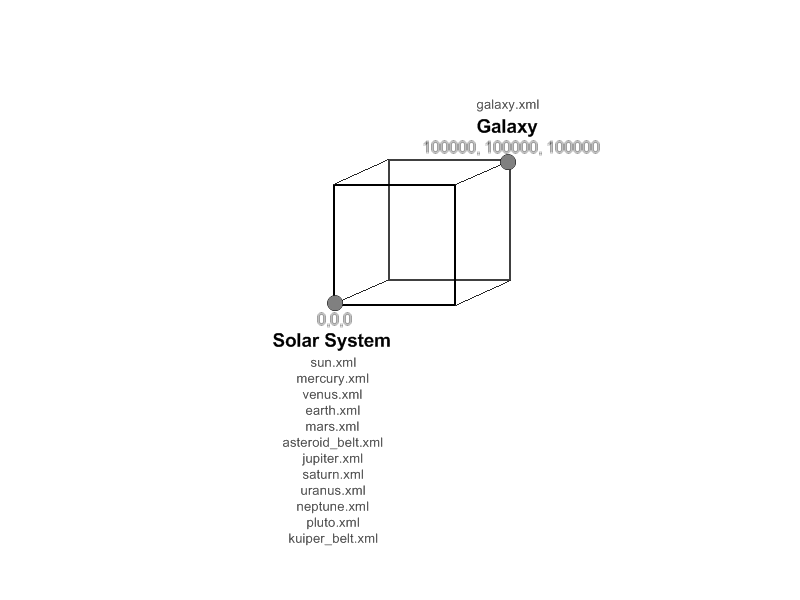 galaxy.xml
Galaxy
100000, 100000, 100000
0,0,0
Solar System
sun.xml
mercury.xml
venus.xml
earth.xml
mars.xml
asteroid_belt.xml
jupiter.xml
saturn.xml
uranus.xml
neptune.xml
pluto.xml
kuiper_belt.xml